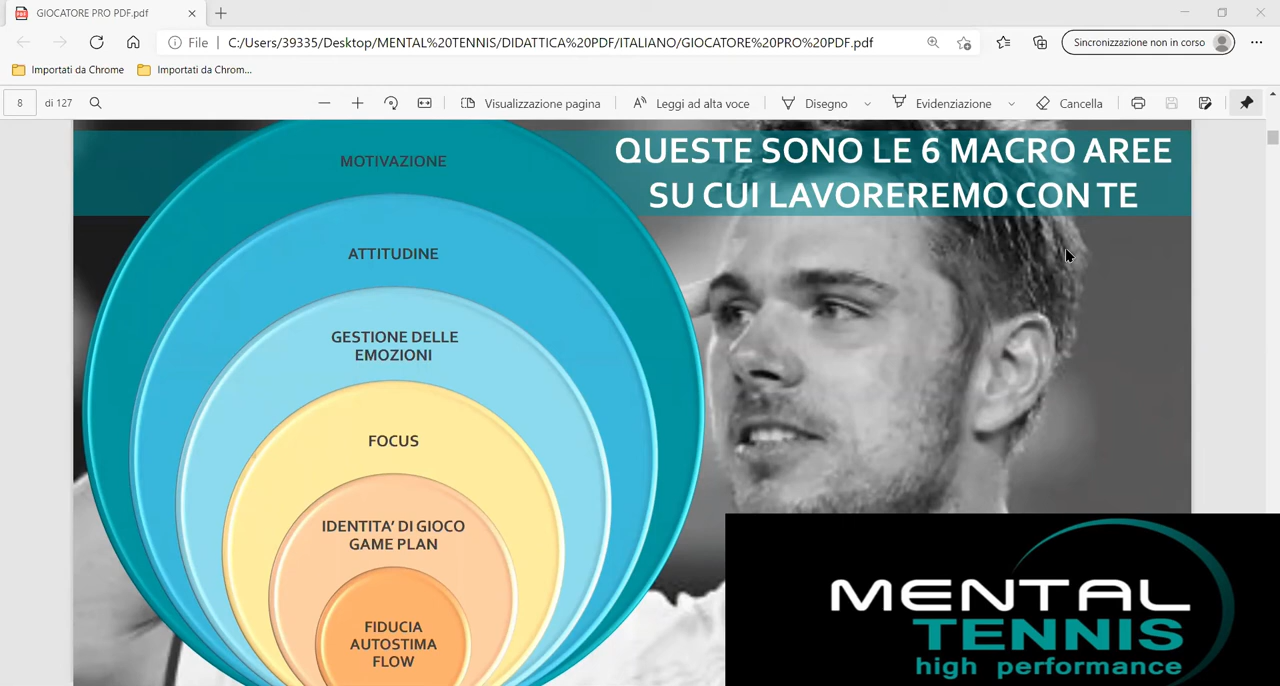 GIOCATORE PRO PDF.pdf
File
C:/Users/39335/Desktop/MENTAL%20TENNIS/DIDATTICA%20PDF/ITALIANO/GIOCATORE%20PRO%20PDF.pdf
Sincronizzazione non in corso
Importati da Chrome
Importati da Chrom...
8 di 127
Visualizzazione pagina
Leggi ad alta voce
Disegno
Evidenziazione
Cancella
QUESTE SONO LE 6 MACRO AREE
SU CUI LAVOREREMO CON TE
MOTIVAZIONE
ATTITUDINE
GESTIONE DELLE
EMOZIONI
FOCUS
IDENTITA’ DI GIOCO
GAME PLAN
FIDUCIA
AUTOSTIMA
FLOW
MENTAL
TENNIS
high performance